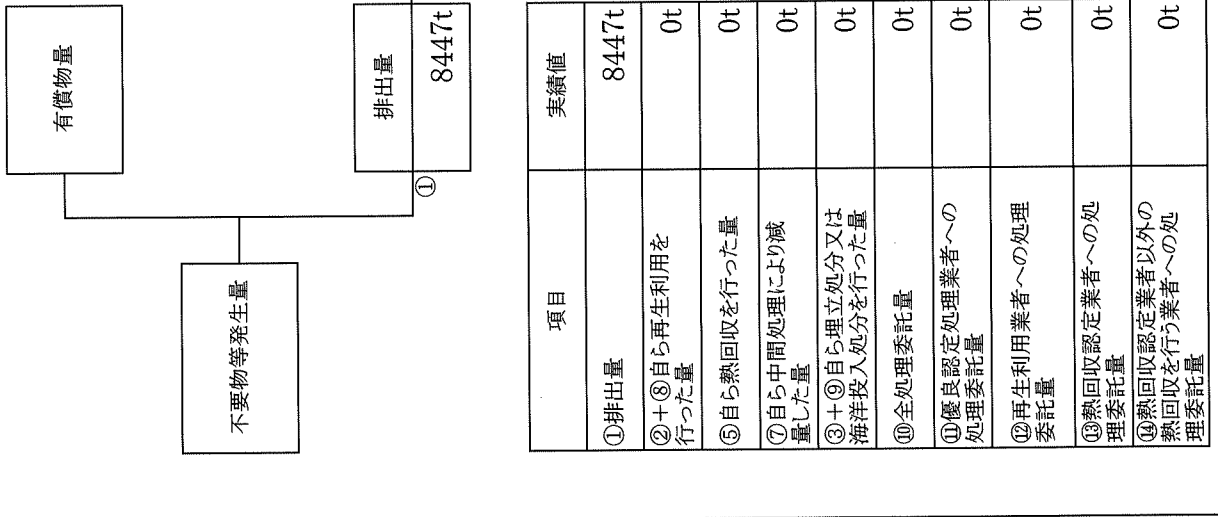 不要物等発生量
有償物量
排出量
①
8447t
項目 実績値
①排出量 8447t
②+⑧自ら再生利用を
行った量 0t
⑤自ら熱回収を行った量 0t
⑦自ら中間処理により減
量した量 0t
③+⑨自ら埋立処分又は
海洋投入処分を行った量 0t
⑩全処理委託量 0t
⑪優良認定処理業者への
処理委託量 0t
⑫再生利用業者への処理
委託量 0t
⑬熱回収認定業者への処
理委託量 0t
⑭熱回収認定業者以外の
熱回収を行う業者への処
理委託量 0t